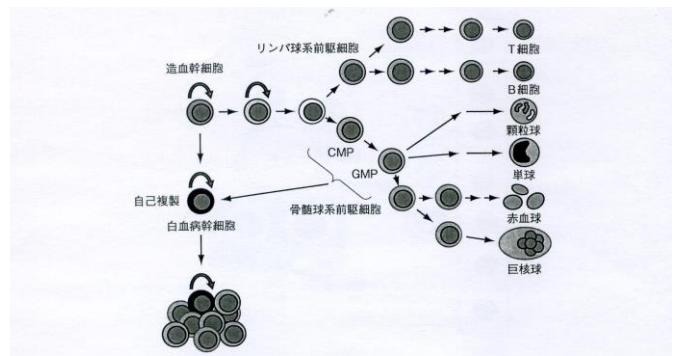 リンパ球系前駆細胞
T細胞
造血幹細胞
B細胞
顆粒球
CMP
GMP
単球
自己複製
骨髄球系前駆細胞
赤血球
白血病幹細胞
巨核球